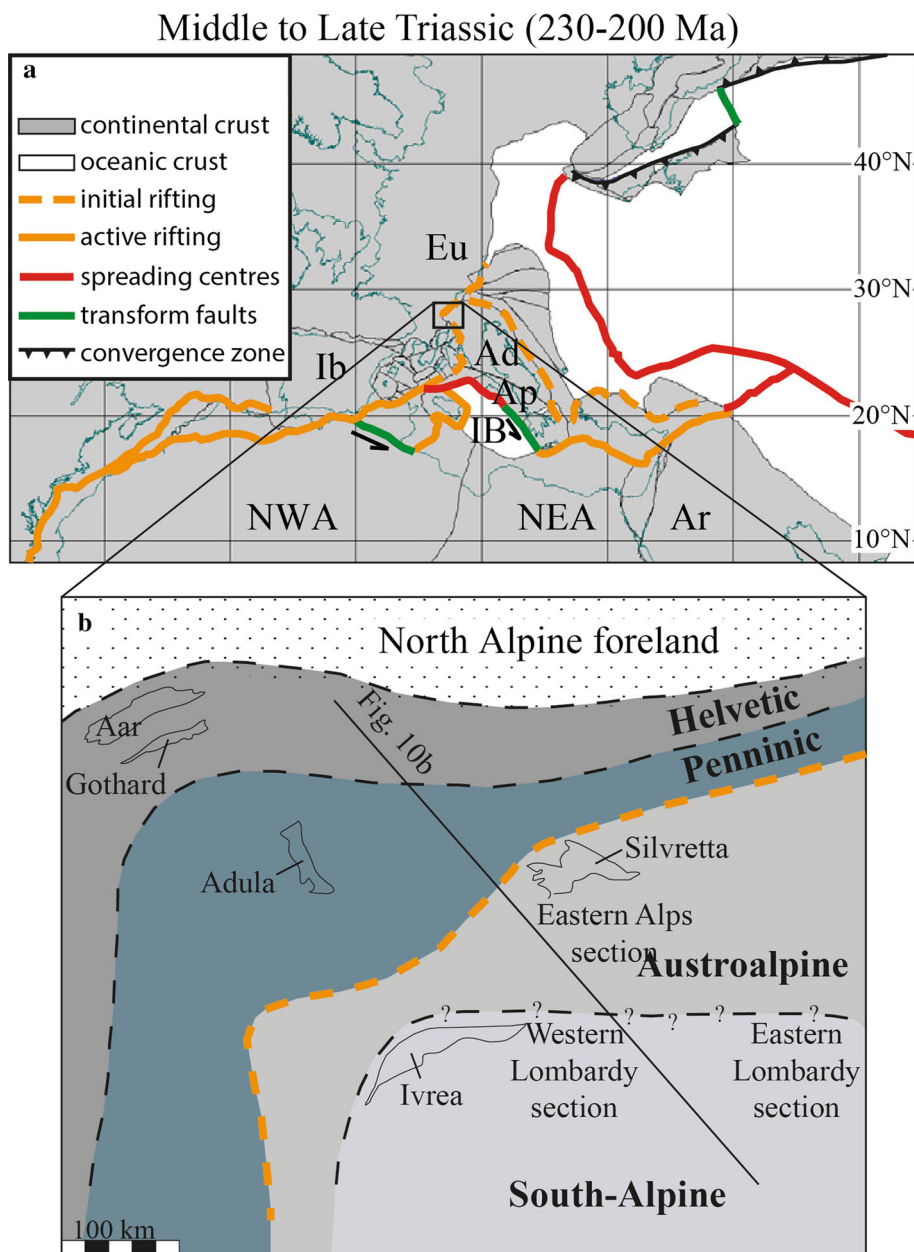 Middle to Late Triassic (230-200 Ma)
a
continental crust
oceanic crust
initial rifting
active rifting
spreading centres
transform faults
convergence zone
40°N
30°N
20°N
10°N
Eu
Ib
Ad
Ap
IB
NWA
NEA
Ar
b
North Alpine foreland
Fig. 10b
Helvetic
Penninic
Aar
Gothard
Adula
Silvretta
Eastern Alps
section
Austroalpine
? ? ? ? ? ?
Western
Lombardy
section
Eastern
Lombardy
section
Ivrea
South-Alpine
100 km